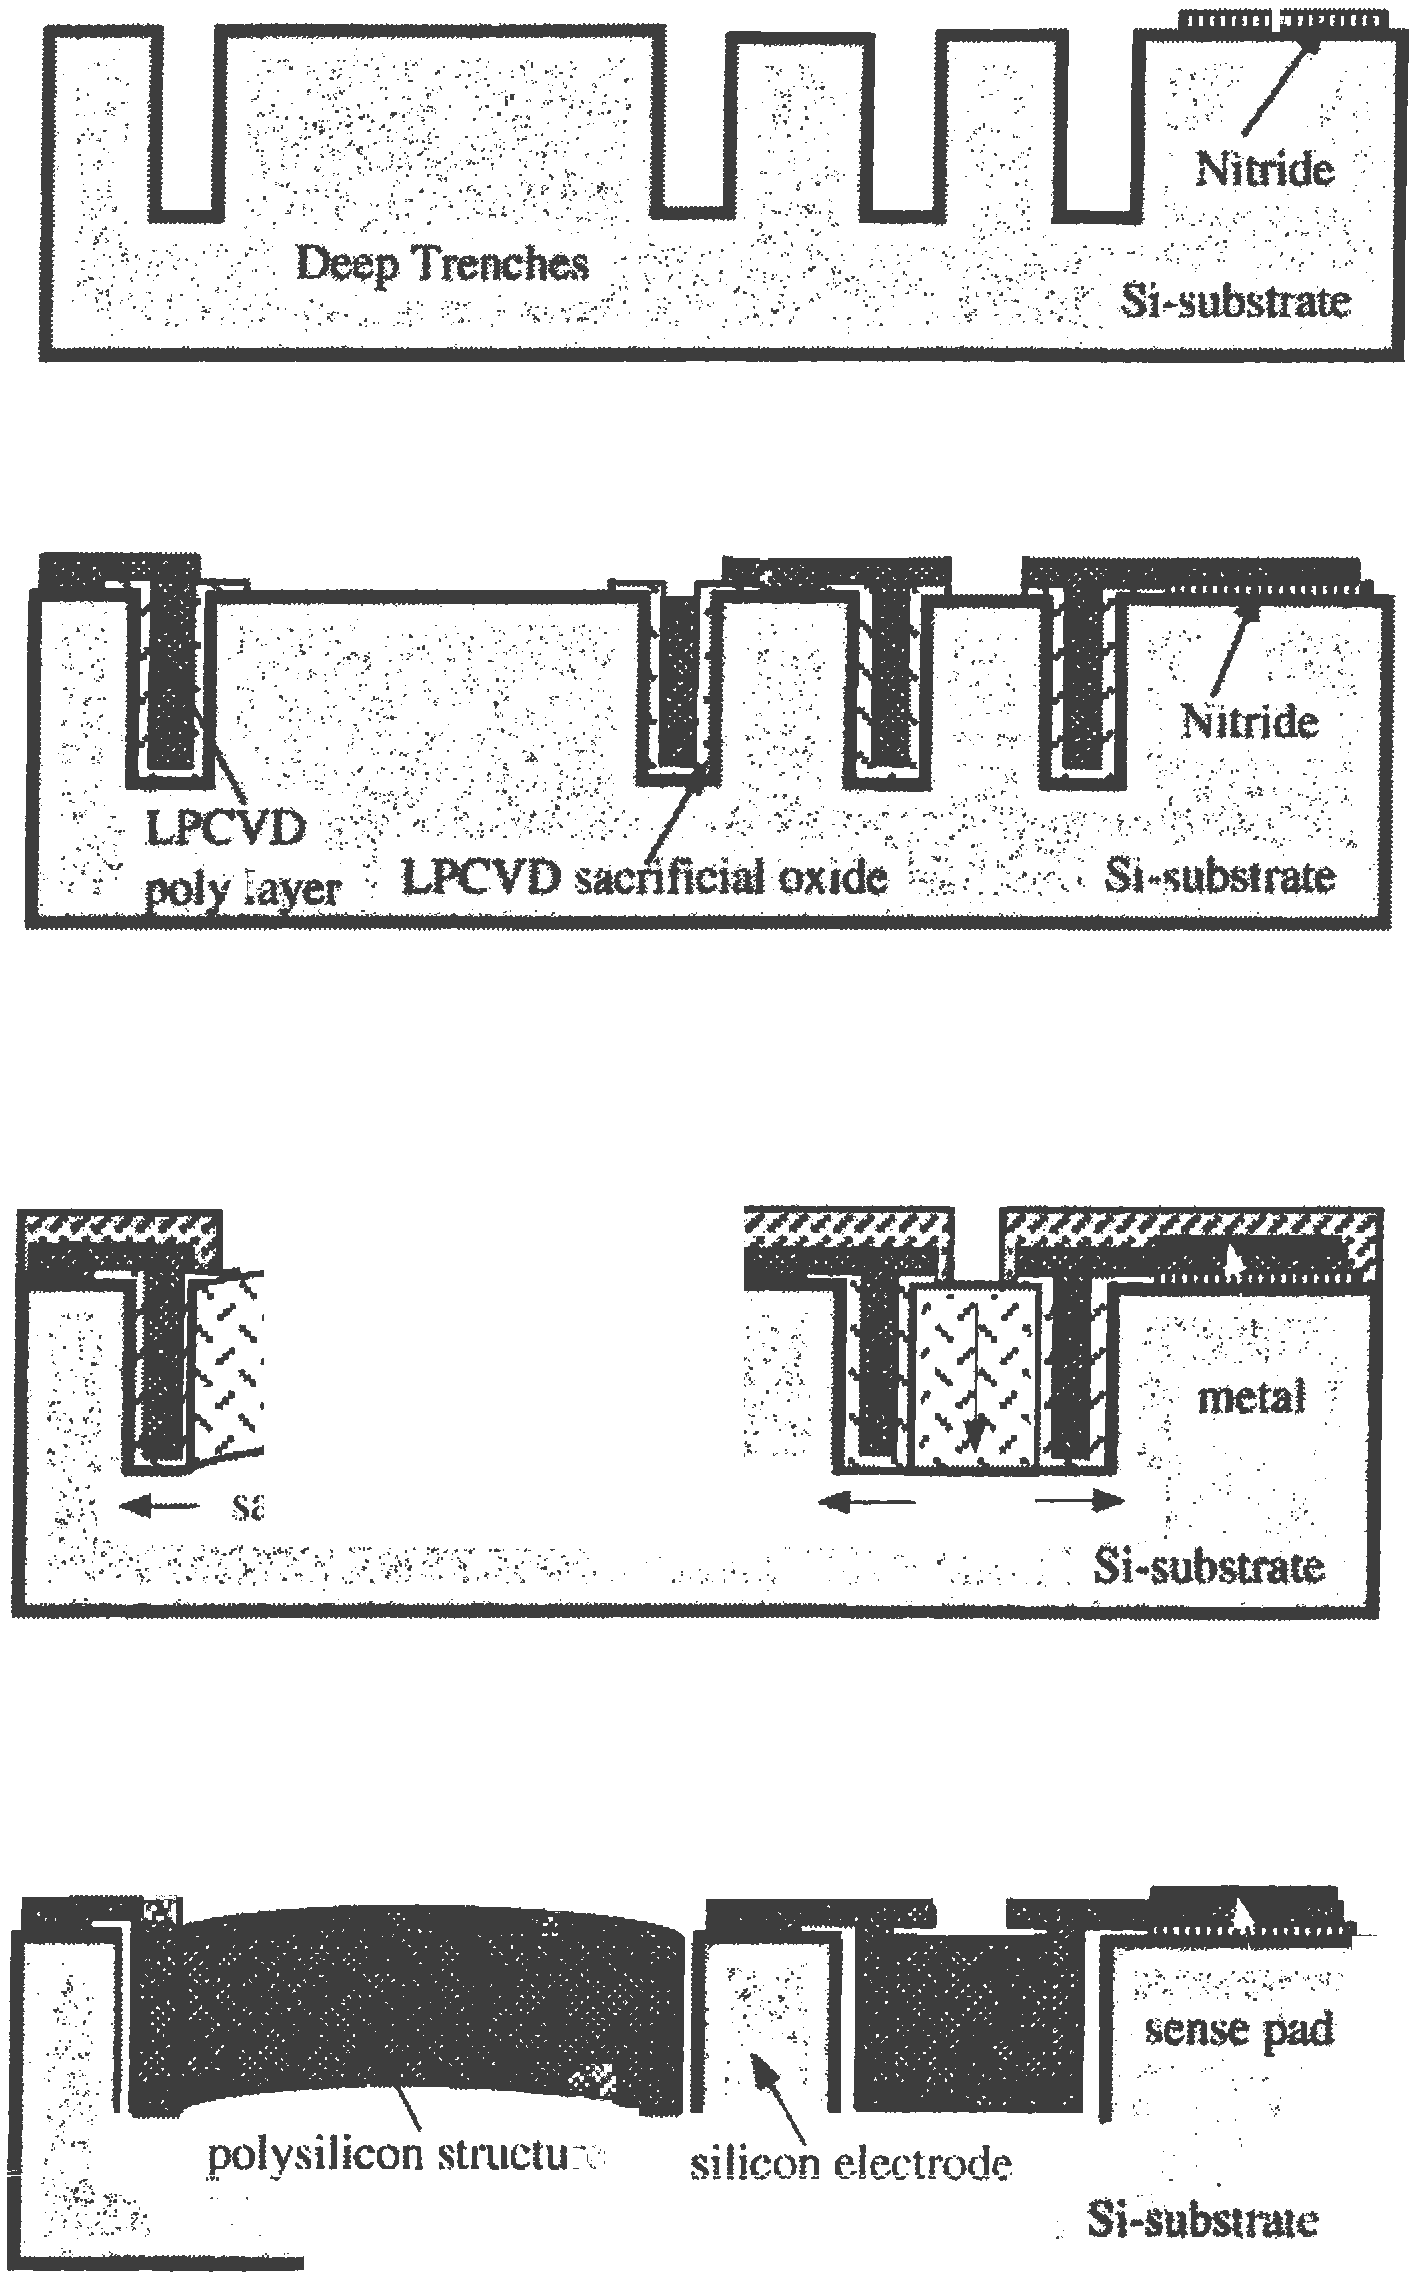 Nitride
Deep Trenches
Si-substrate
Nitride
LPCVD
poly layer
LPCVD sacrificial oxide
Si-substrate
metal
sa
Si-substrate
sense pad
polysilicon structure
silicon electrode
Si-substrate